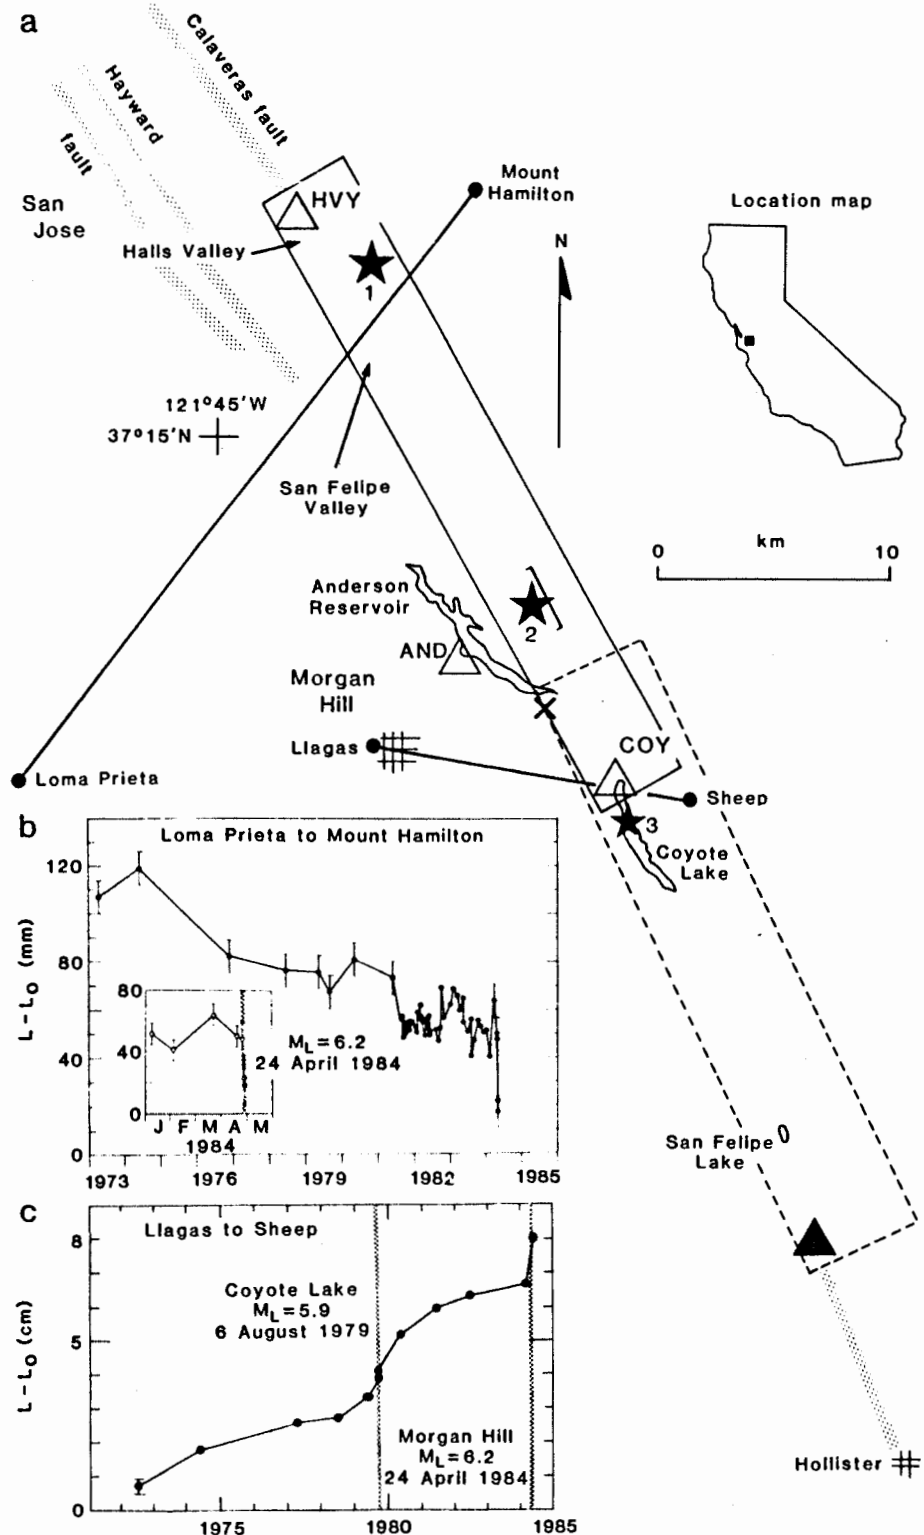 a
Calaveras fault
Hayward
fault
San
Jose
HVY
Mount
Hamilton
Location map
Halls Valley
N
1
121°45'W
37°15'N
San Felipe
Valley
km
0 10
Anderson
Reservoir
2
AND
Morgan
Hill
COY
Llagas
Loma Prieta
Sheep
3
Coyote
Lake
San Felipe
Lake
Hollister
b
Loma Prieta to Mount Hamilton
L-L₀ (mm)
120
80
40
0
80
40
0
J F M A M
1984
M_L=6.2
24 April 1984
1973 1976 1979 1982 1985
c
Llagas to Sheep
L-L₀ (cm)
8
5
0
Coyote Lake
M_L=5.9
6 August 1979
Morgan Hill
M_L=6.2
24 April 1984
1975 1980 1985